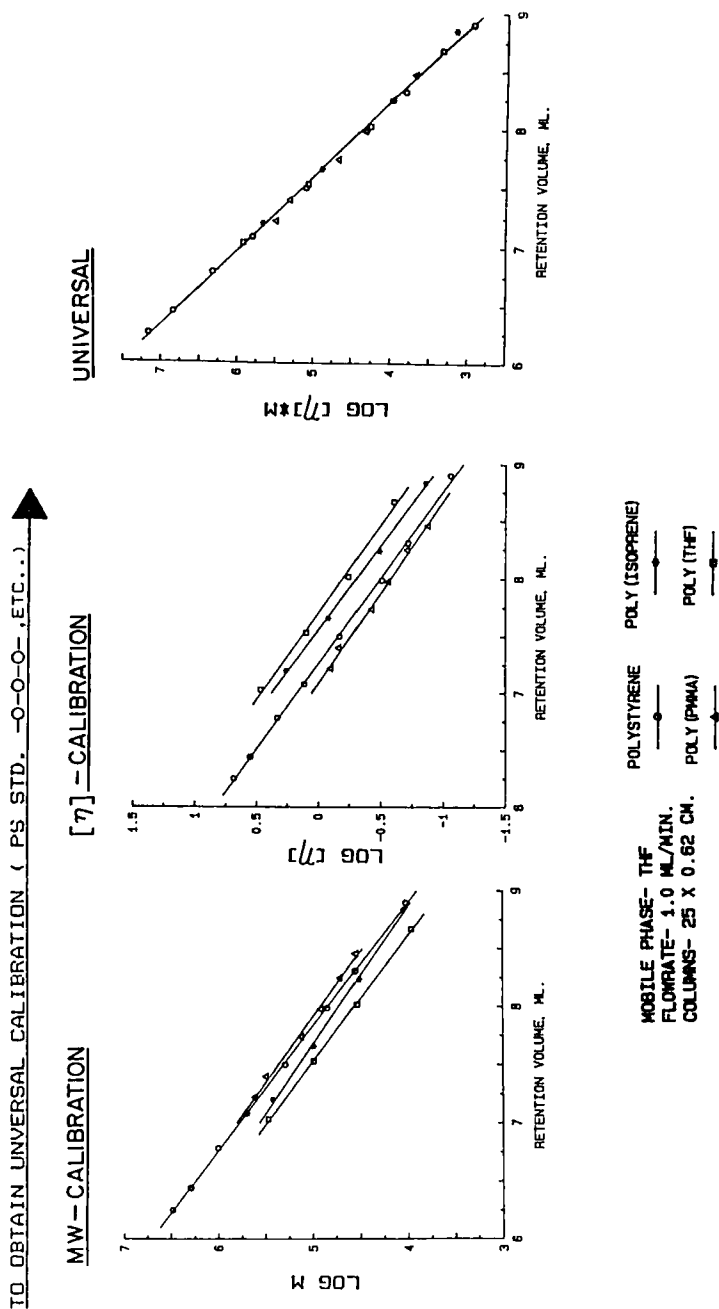 TO OBTAIN UNVERSAL CALIBRATION ( PS STD. -O-O-O-,ETC..)
MW-CALIBRATION
LOG M
7
6
5
4
3
6
7
8
9
RETENTION VOLUME, ML.
[η]-CALIBRATION
LOG [η]
1.5
1
0.5
0
-0.5
-1
-1.5
6
7
8
9
RETENTION VOLUME, ML.
UNIVERSAL
LOG [η]*M
7
6
5
4
3
6
7
8
9
RETENTION VOLUME, ML.
MOBILE PHASE- THF
FLOWRATE- 1.0 ML/MIN.
COLUMNS- 25 X 0.62 CM.
POLYSTYRENE
POLY(ISOPRENE)
POLY(PMMA)
POLY(THF)